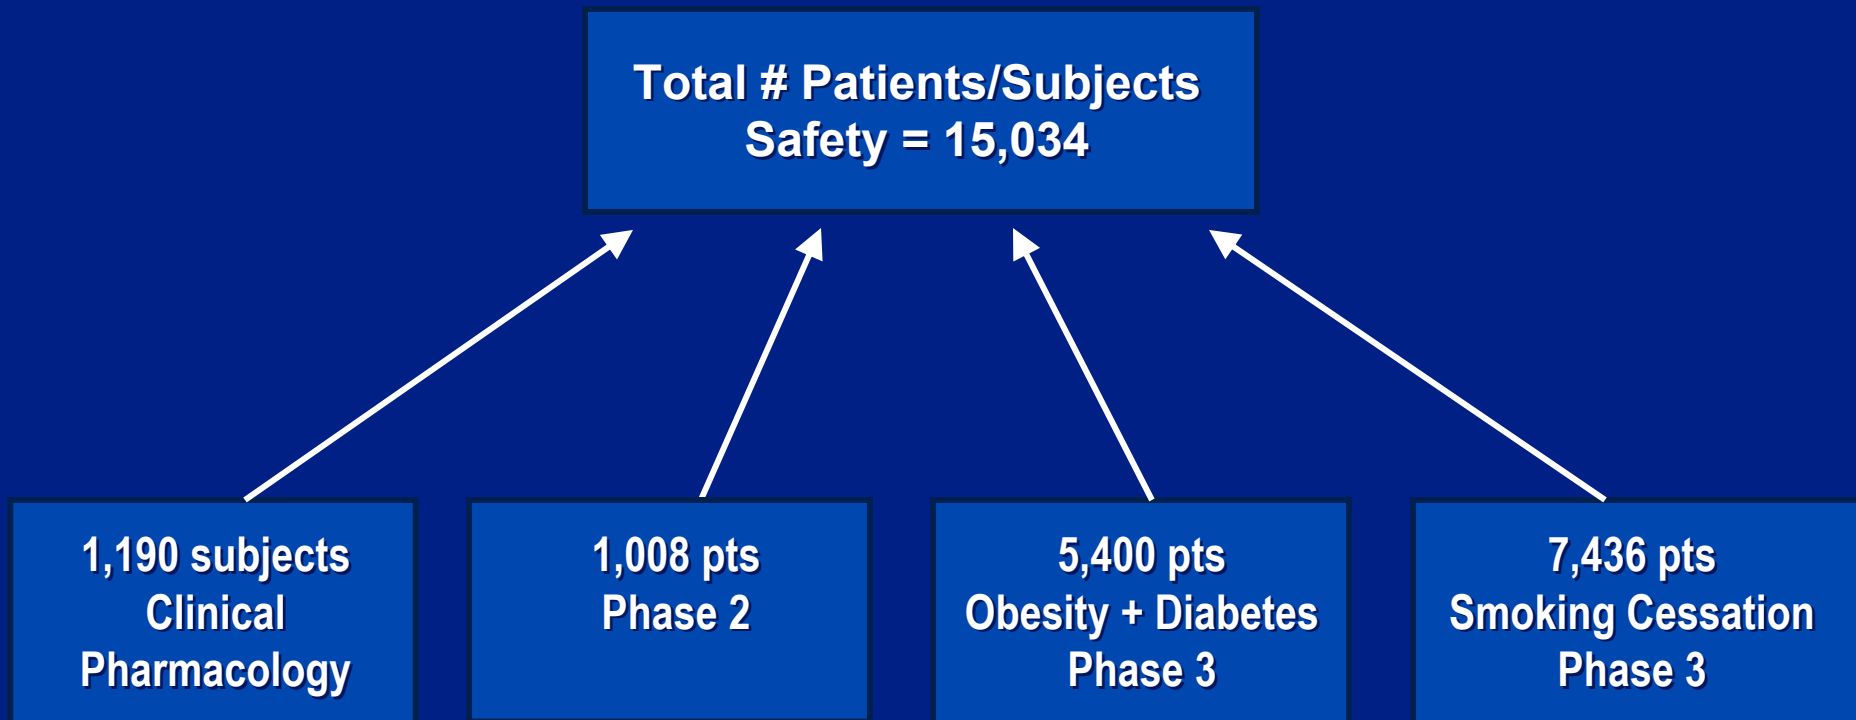 Total # Patients/Subjects
Safety = 15,034
1,190 subjects
Clinical
Pharmacology
1,008 pts
Phase 2
5,400 pts
Obesity + Diabetes
Phase 3
7,436 pts
Smoking Cessation
Phase 3